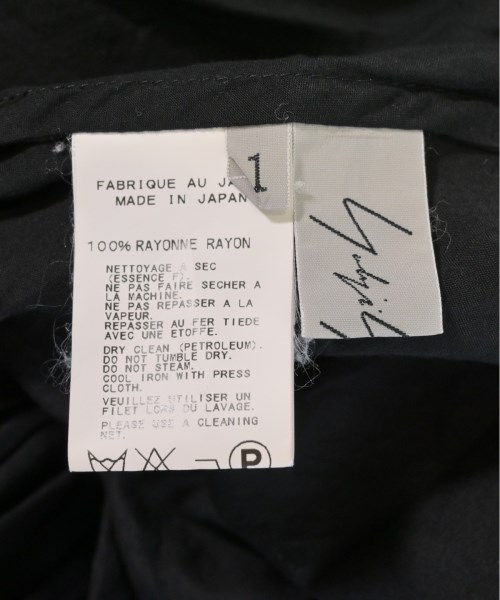 FABRIQUE AU JA
MADE IN JAPAN
1
100% RAYONNE RAYON
NETTOYAGE À SEC
(ESSENCE F).
NE PAS FAIRE SECHER A
LA MACHINE.
NE PAS REPASSER A LA
VAPEUR.
REPASSER AU FER TIEDE
AVEC UNE ETOFFE.
DRY CLEAN (PETROLEUM).
DO NOT TUMBLE DRY.
DO NOT STEAM.
COOL IRON WITH PRESS
CLOTH.
VEUILLEZ UTILISER UN
FILET LORS DU LAVAGE.
PLEASE USE A CLEANING
NET.
P